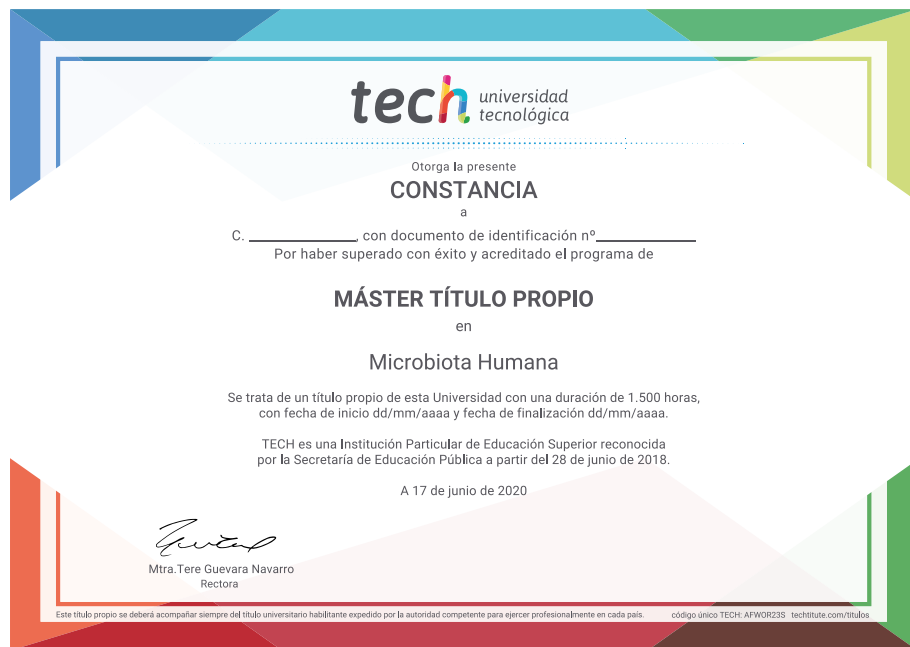 tech universidad
tecnológica
Otorga la presente
CONSTANCIA
a
C. ____________, con documento de identificación nº____________
Por haber superado con éxito y acreditado el programa de
MÁSTER TÍTULO PROPIO
en
Microbiota Humana
Se trata de un título propio de esta Universidad con una duración de 1.500 horas,
con fecha de inicio dd/mm/aaaa y fecha de finalización dd/mm/aaaa.
TECH es una Institución Particular de Educación Superior reconocida
por la Secretaría de Educación Pública a partir del 28 de junio de 2018.
A 17 de junio de 2020
Mtra.Tere Guevara Navarro
Rectora
Este título propio se deberá acompañar siempre del título universitario habilitante expedido por la autoridad competente para ejercer profesionalmente en cada país. código único TECH: AFWOR23S techtitute.com/titulos